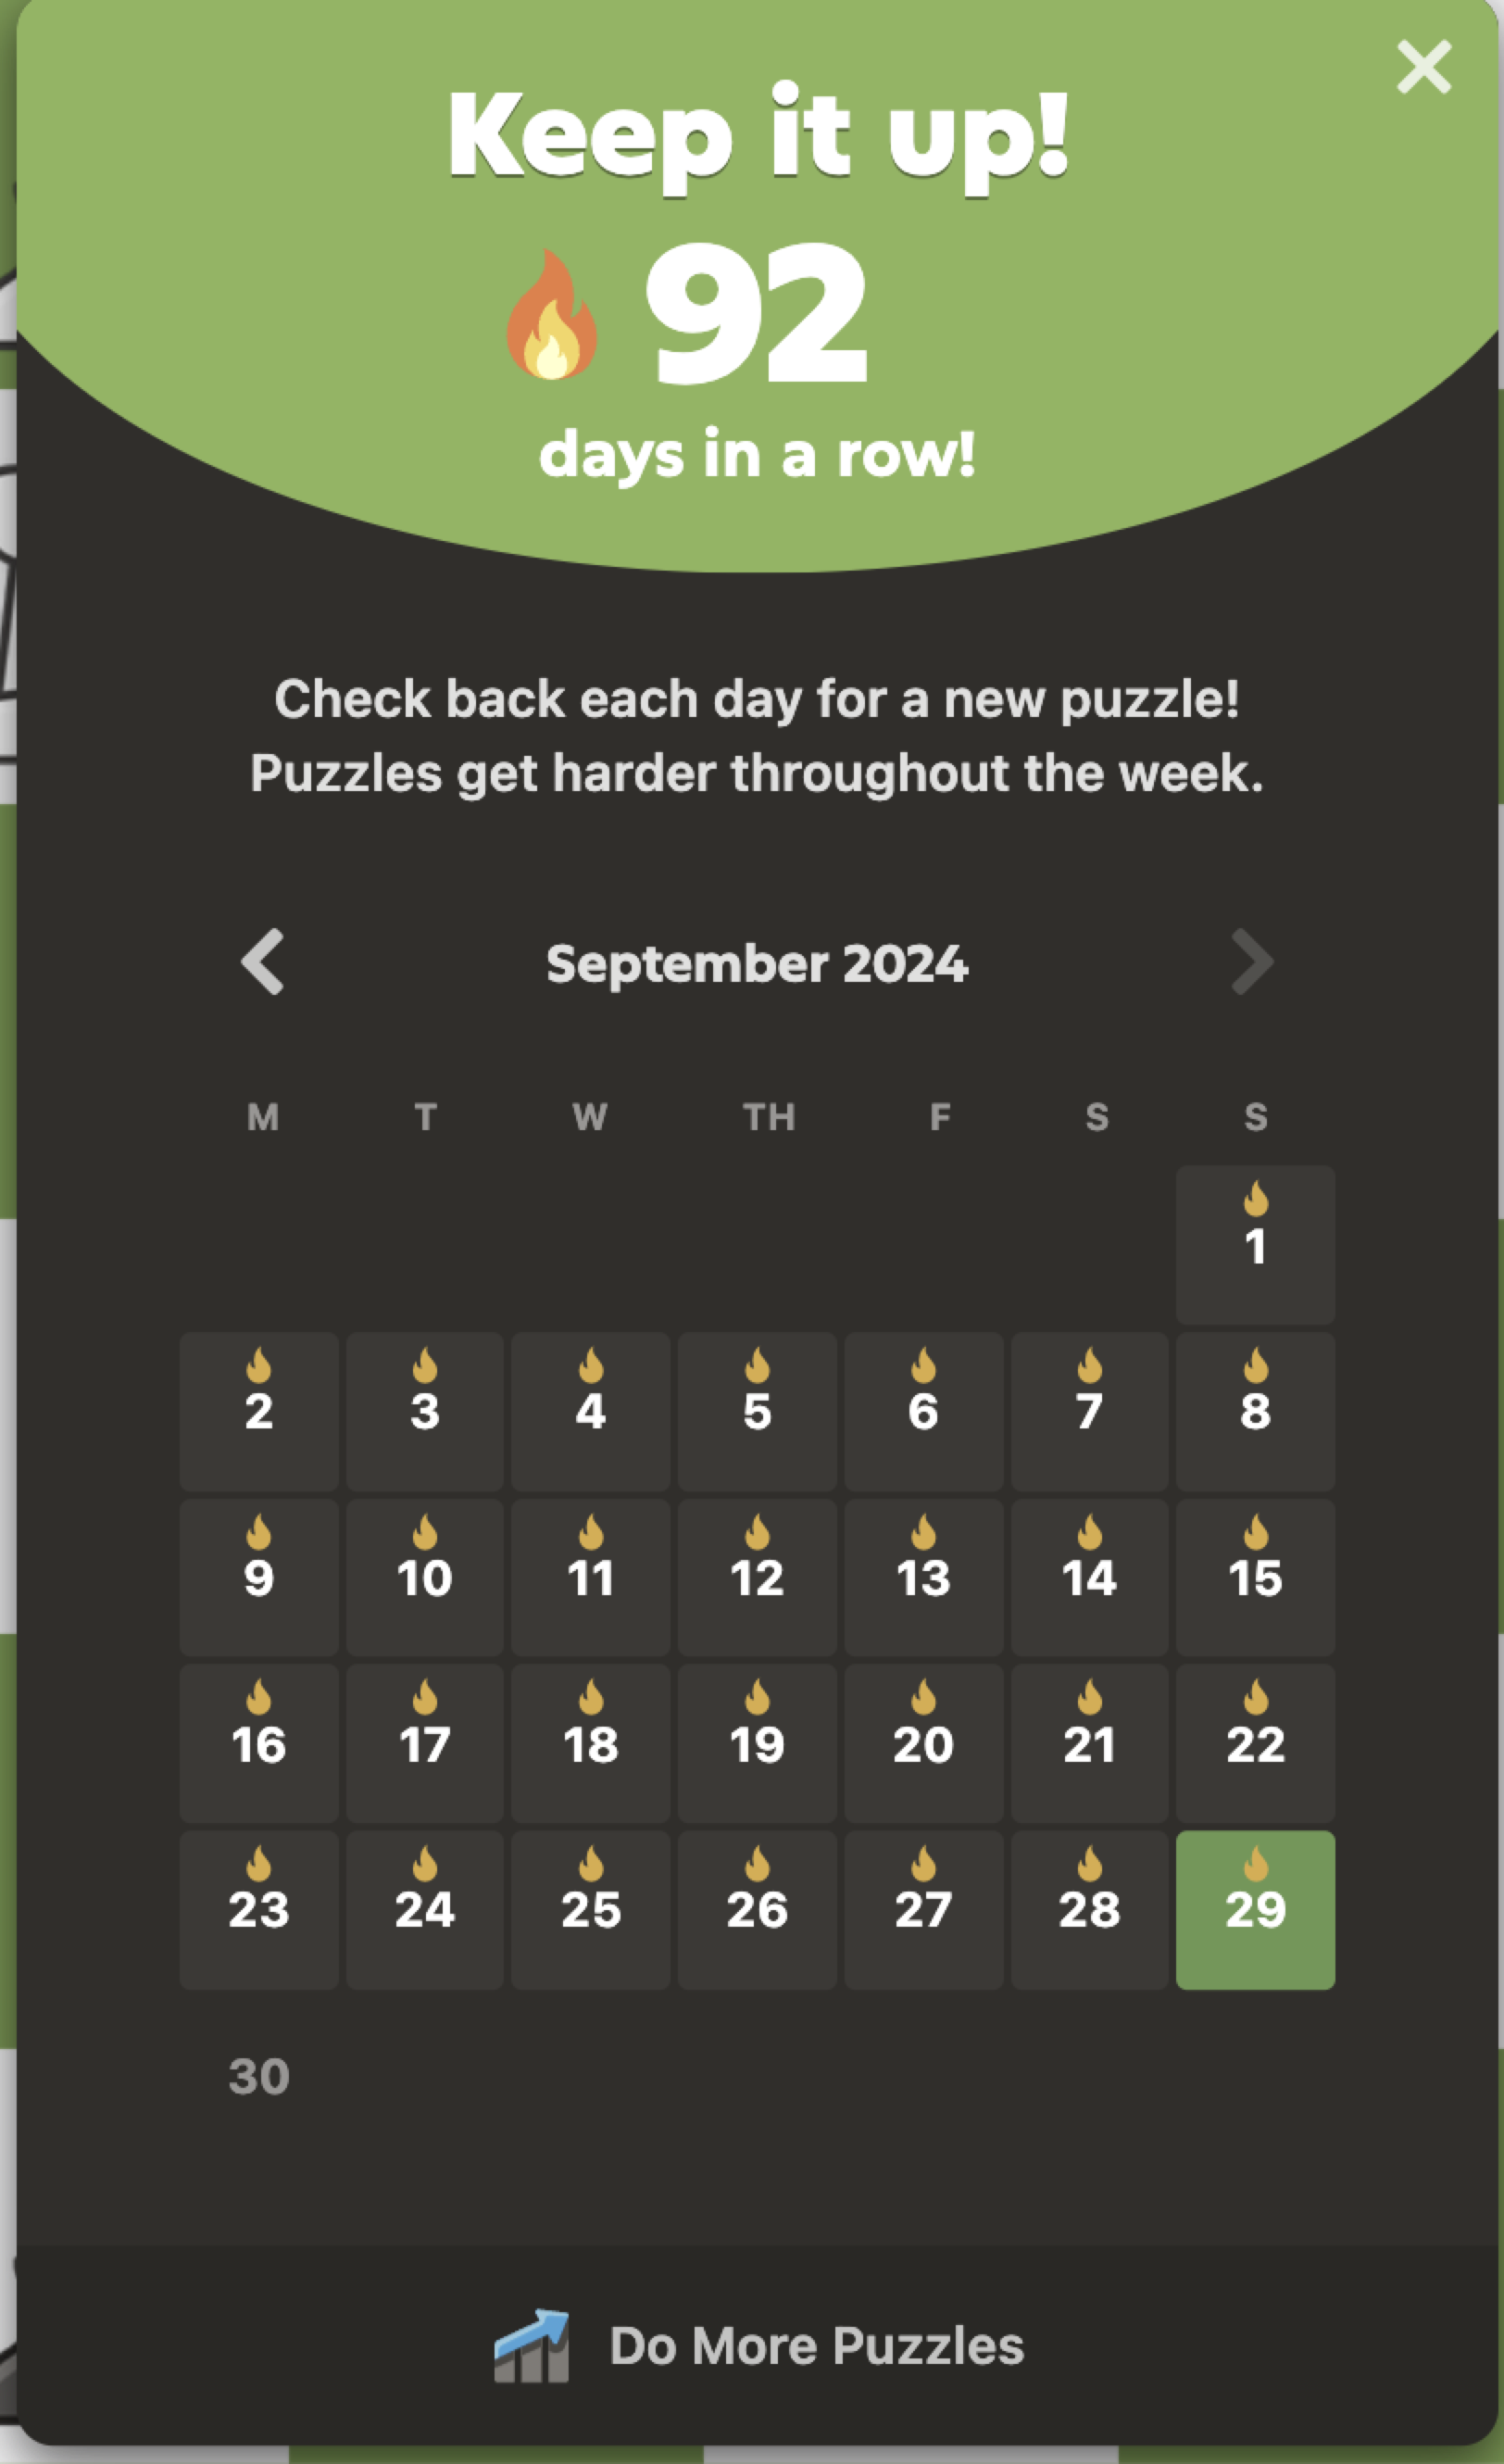 Keep it up!
92
days in a row!
Check back each day for a new puzzle!
Puzzles get harder throughout the week.
September 2024
M T W TH F S S
1
2 3 4 5 6 7 8
9 10 11 12 13 14 15
16 17 18 19 20 21 22
23 24 25 26 27 28 29
30
Do More Puzzles